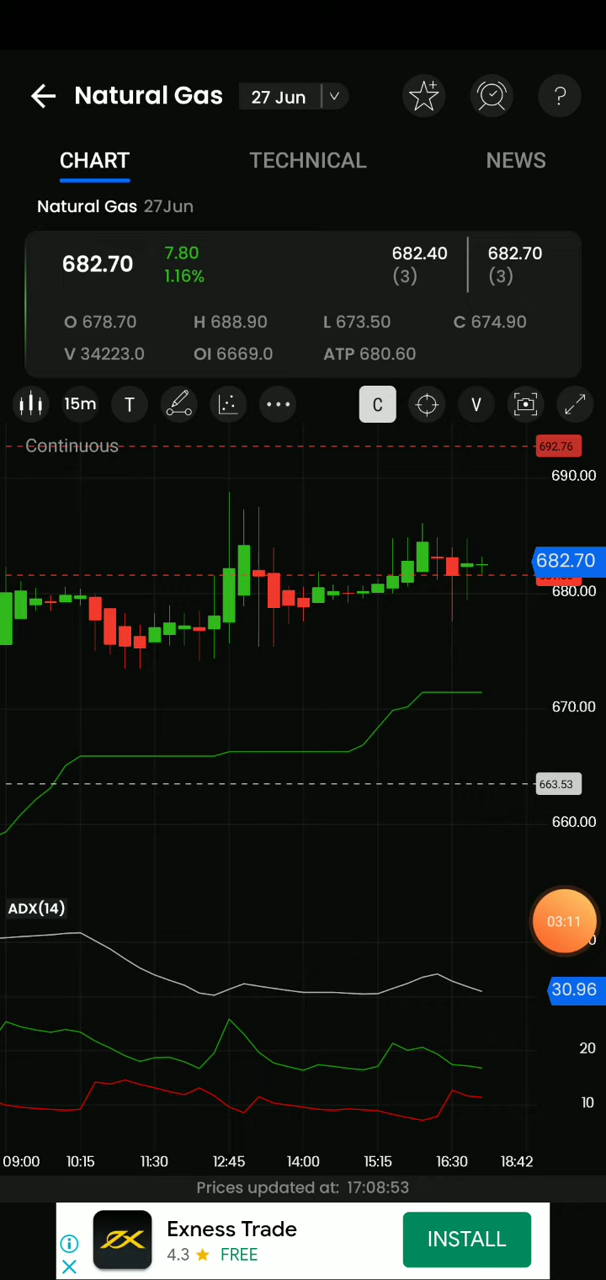 Natural Gas 27 Jun ?
CHART TECHNICAL NEWS
Natural Gas 27Jun
682.70 7.80 1.16% 682.40 (3) 682.70 (3)
O 678.70 H 688.90 L 673.50 C 674.90
V 34223.0 OI 6669.0 ATP 680.60
15m T C V
Continuous
692.76
690.00
682.70
680.00
670.00
663.53
660.00
ADX(14)
03:11
30.96
20
10
09:00 10:15 11:30 12:45 14:00 15:15 16:30 18:42
Prices updated at: 17:08:53
Exness Trade
4.3 FREE
INSTALL